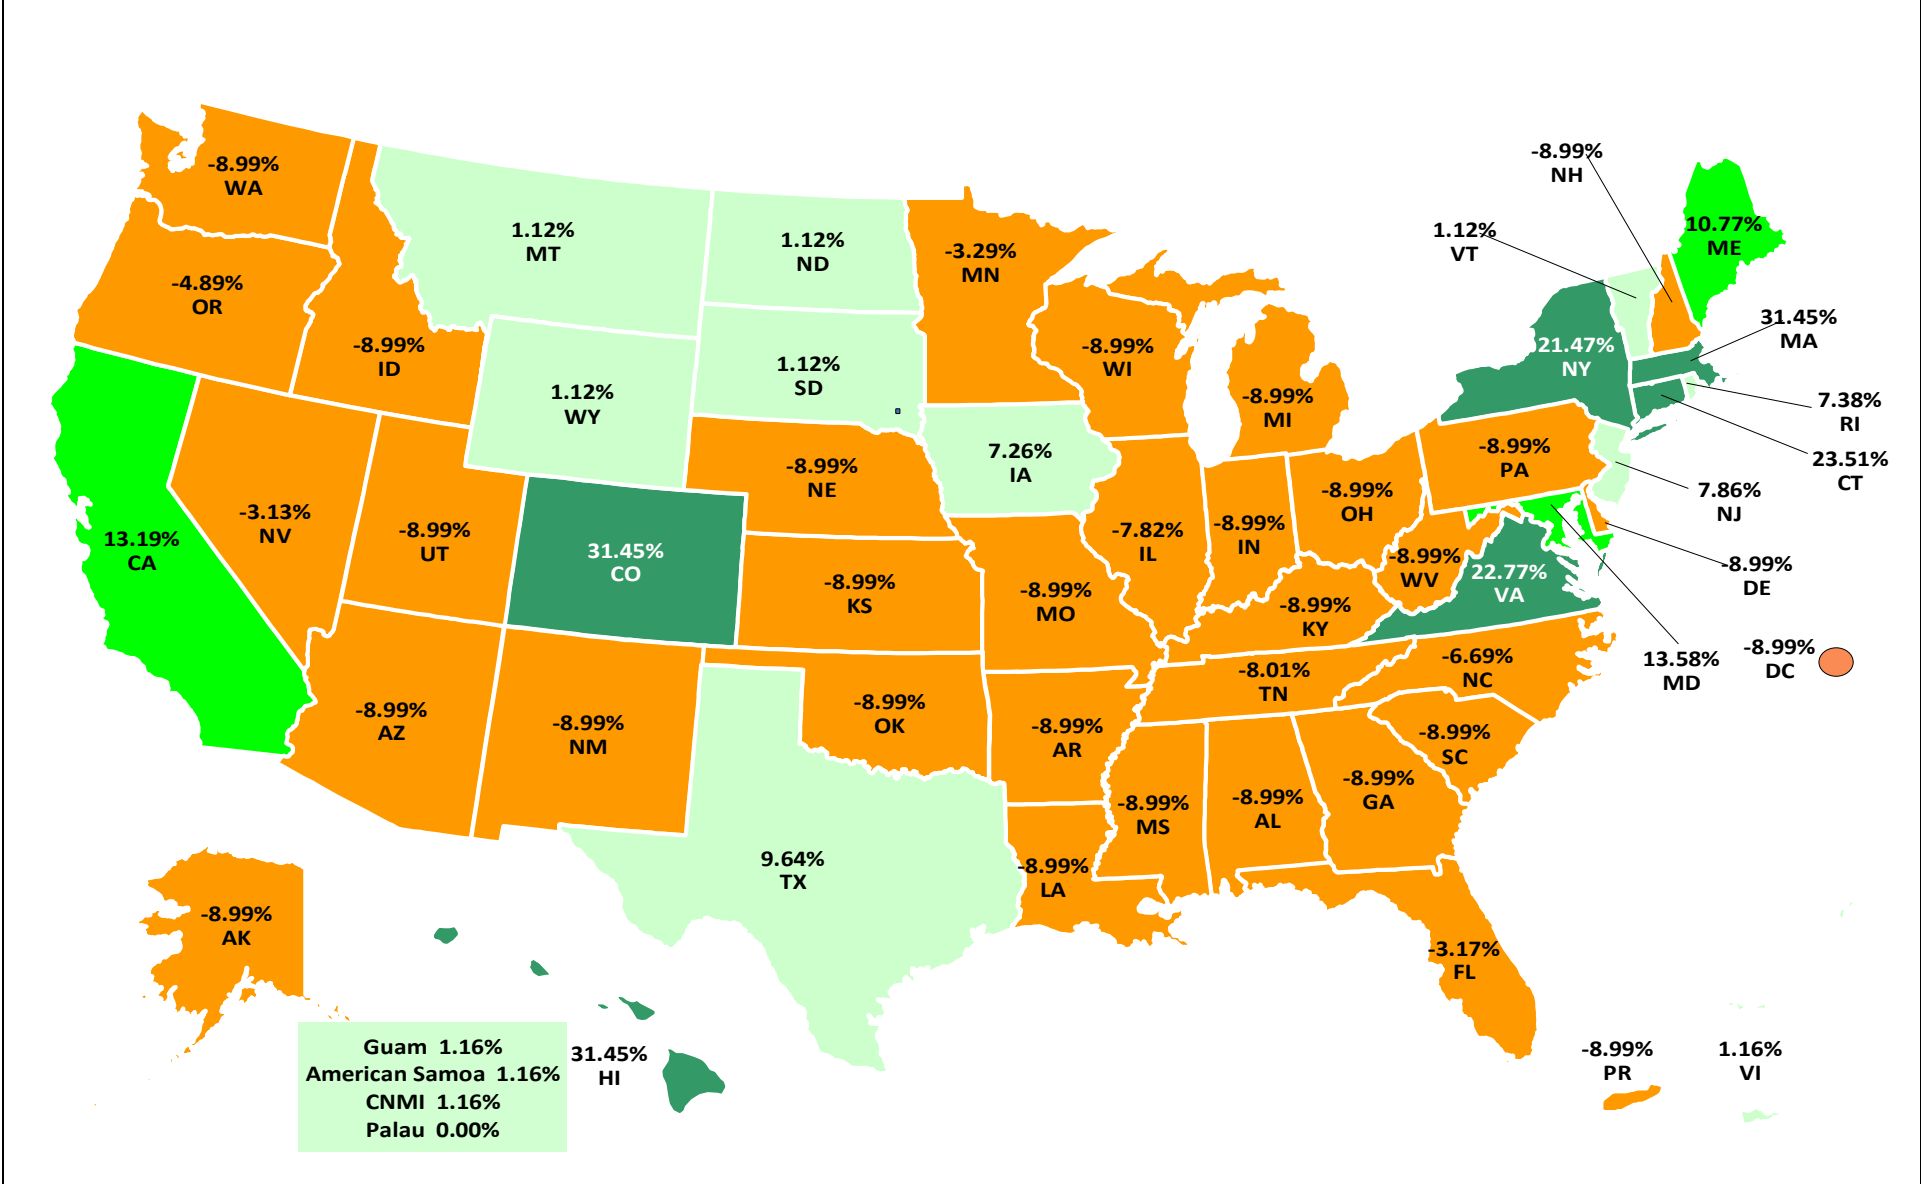 -8.99%
WA
-4.89%
OR
-8.99%
ID
1.12%
MT
1.12%
ND
-3.29%
MN
1.12%
WY
1.12%
SD
-8.99%
WI
-8.99%
MI
-8.99%
NH
1.12%
VT
10.77%
ME
21.47%
NY
31.45%
MA
7.38%
RI
23.51%
CT
7.86%
NJ
-8.99%
DE
13.58%
MD
-8.99%
DC
13.19%
CA
-3.13%
NV
-8.99%
UT
31.45%
CO
-8.99%
NE
7.26%
IA
-8.99%
KS
-8.99%
MO
-7.82%
IL
-8.99%
IN
-8.99%
OH
-8.99%
PA
-8.99%
WV
22.77%
VA
-8.99%
KY
-8.01%
TN
-6.69%
NC
-8.99%
SC
-8.99%
AZ
-8.99%
NM
-8.99%
OK
-8.99%
AR
-8.99%
MS
-8.99%
AL
-8.99%
GA
9.64%
TX
-8.99%
LA
-3.17%
FL
-8.99%
AK
Guam 1.16%
American Samoa 1.16%
CNMI 1.16%
Palau 0.00%
31.45%
HI
-8.99%
PR
1.16%
VI